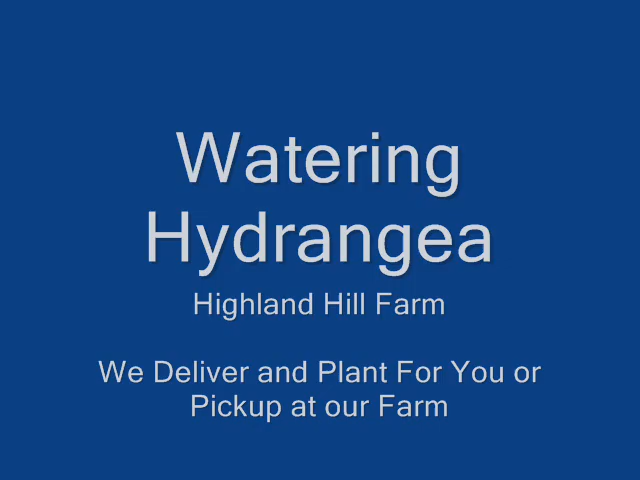 Watering
Hydrangea
Highland Hill Farm
We Deliver and Plant For You or
Pickup at our Farm